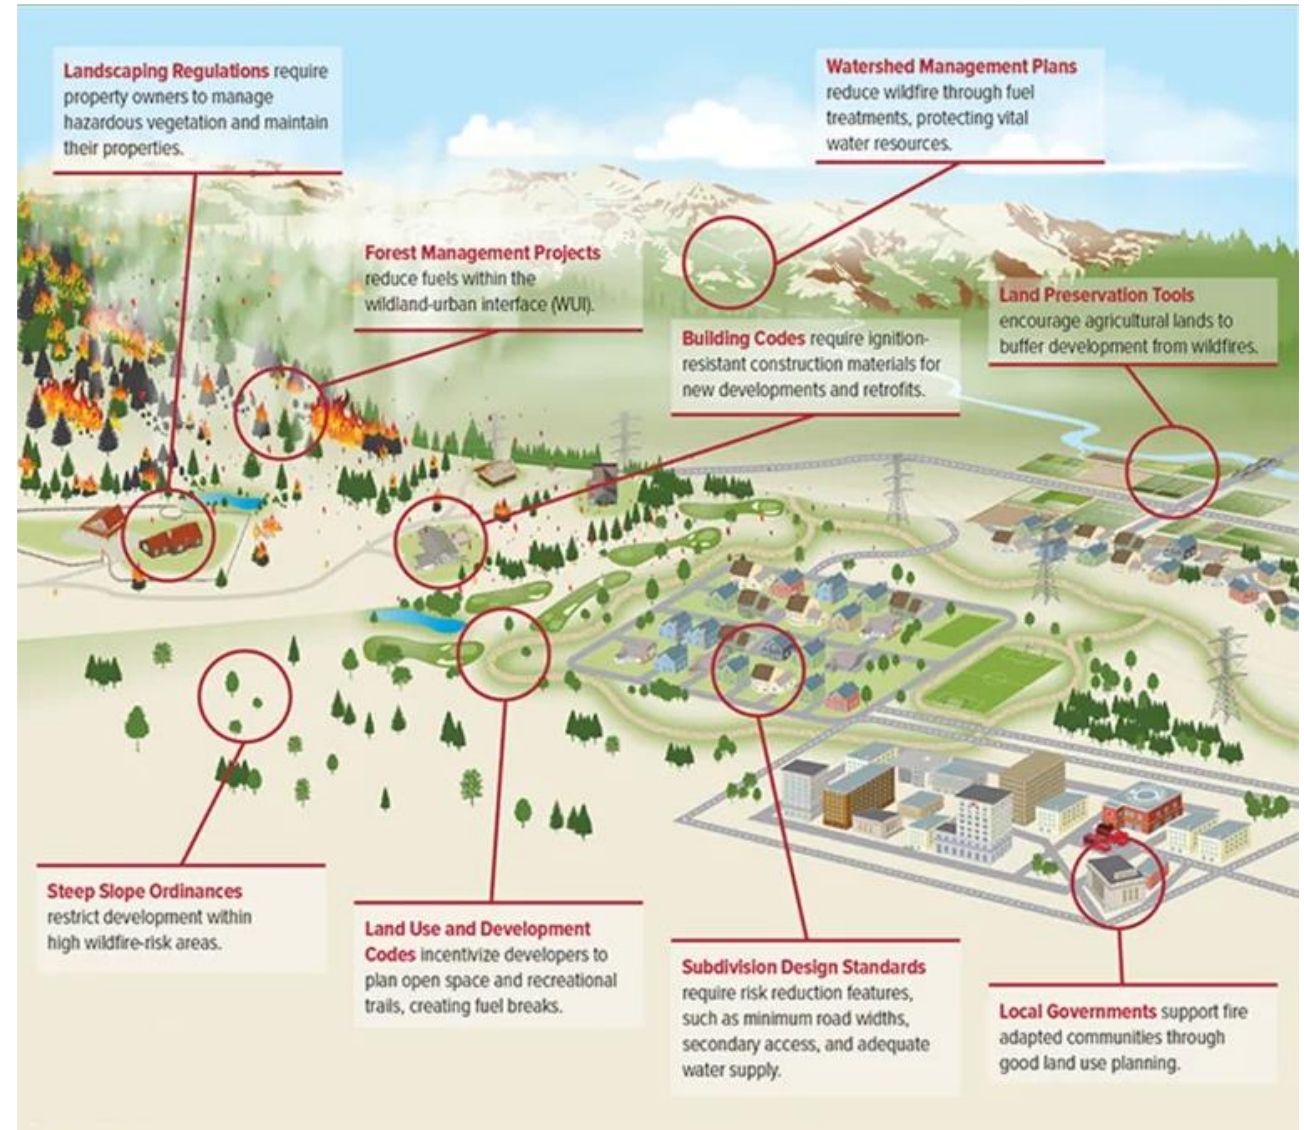 Landscaping Regulations require
property owners to manage
hazardous vegetation and maintain
their properties.
Watershed Management Plans
reduce wildfire through fuel
treatments, protecting vital
water resources.
Forest Management Projects
reduce fuels within the
wildland-urban interface (WUI).
Land Preservation Tools
encourage agricultural lands to
buffer development from wildfires.
Building Codes require ignition-
resistant construction materials for
new developments and retrofits.
Steep Slope Ordinances
restrict development within
high wildfire-risk areas.
Land Use and Development
Codes incentivize developers to
plan open space and recreational
trails, creating fuel breaks.
Subdivision Design Standards
require risk reduction features,
such as minimum road widths,
secondary access, and adequate
water supply.
Local Governments support fire
adapted communities through
good land use planning.